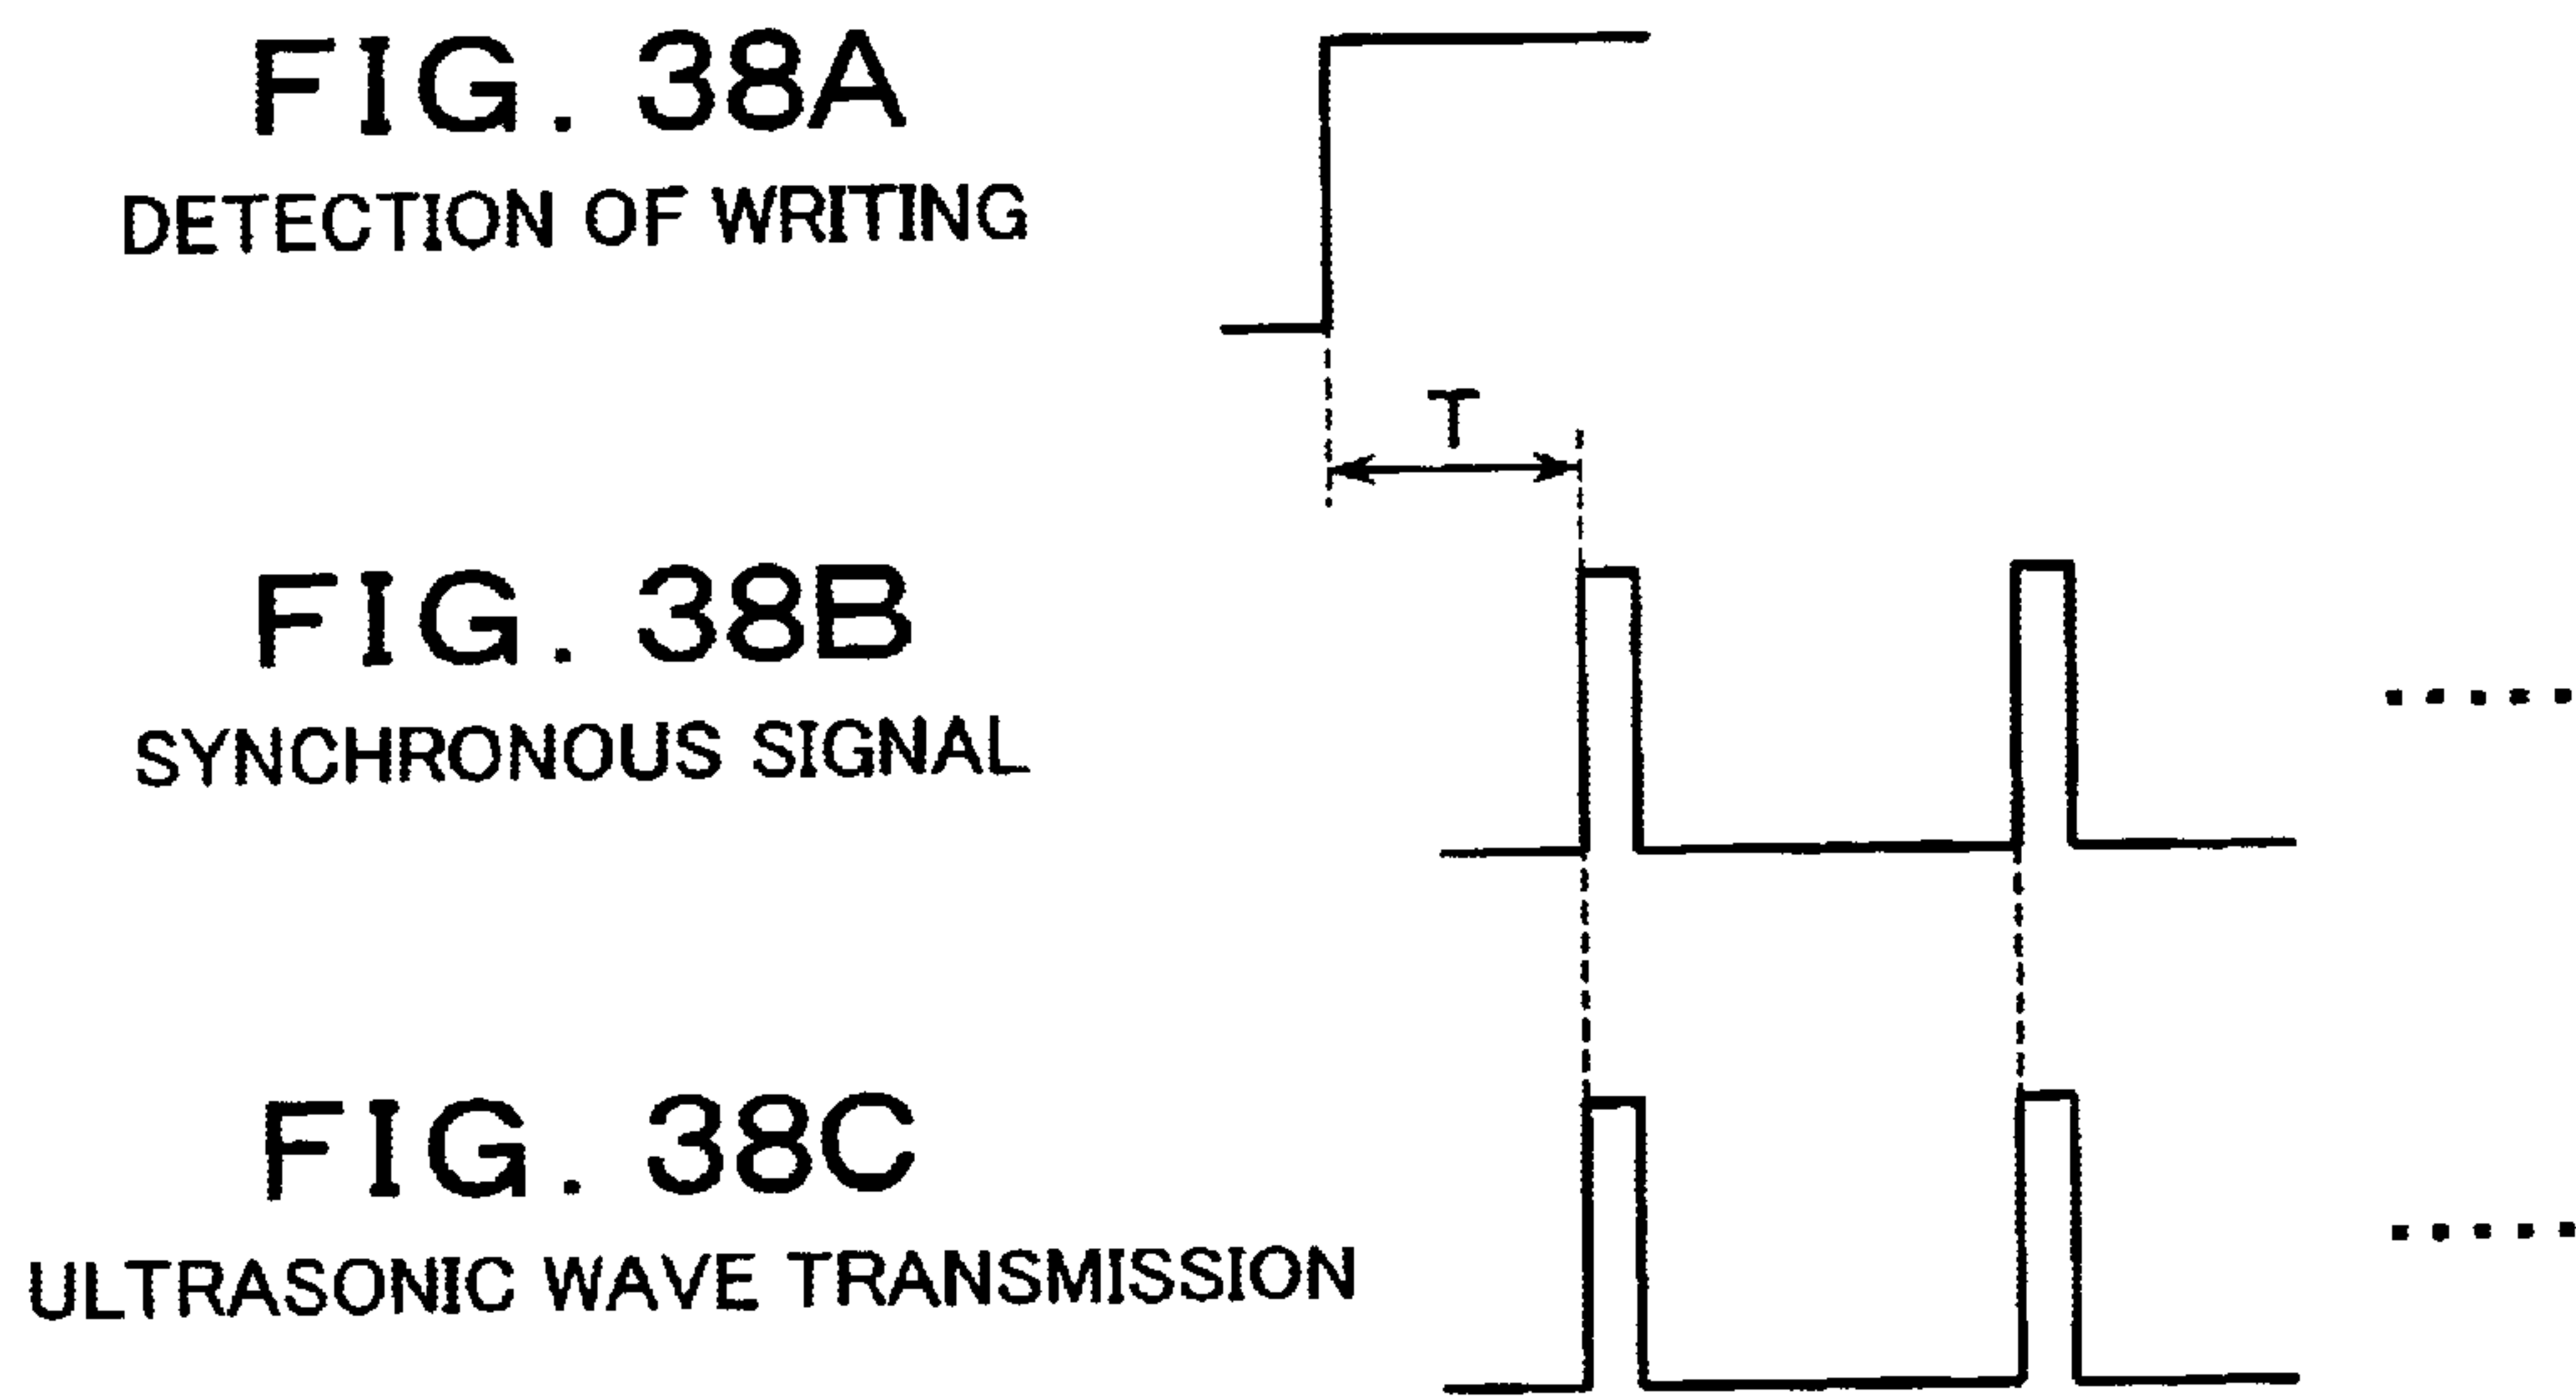 FIG. 38A
DETECTION OF WRITING
T
FIG. 38B
SYNCHRONOUS SIGNAL
.....
FIG. 38C
ULTRASONIC WAVE TRANSMISSION
.....